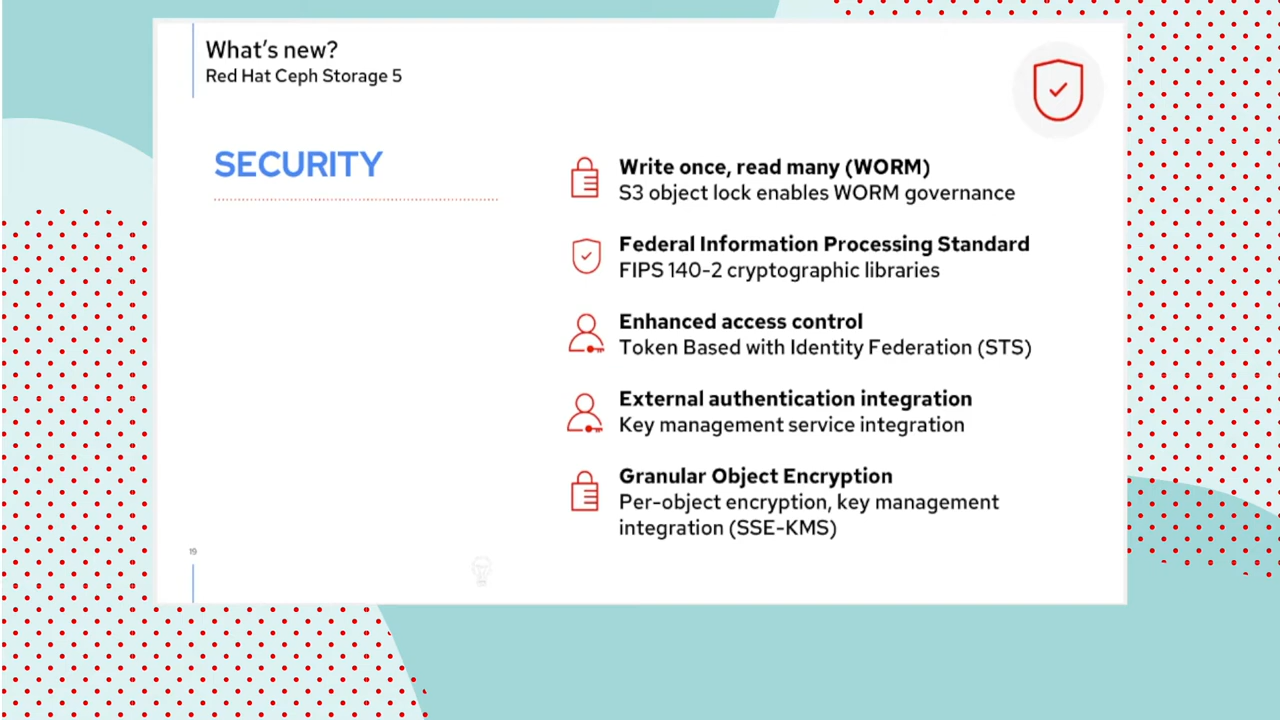 What's new?
Red Hat Ceph Storage 5
SECURITY
Write once, read many (WORM)
S3 object lock enables WORM governance
Federal Information Processing Standard
FIPS 140-2 cryptographic libraries
Enhanced access control
Token Based with Identity Federation (STS)
External authentication integration
Key management service integration
Granular Object Encryption
Per-object encryption, key management
integration (SSE-KMS)
19